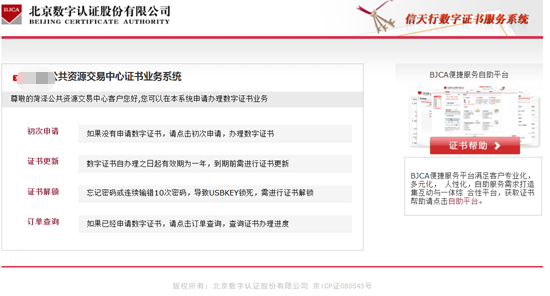 BJCA
北京数字认证股份有限公司
BEIJING CERTIFICATE AUTHORITY
信天行数字证书服务系统
公共资源交易中心证书业务系统
尊敬的菏泽公共资源交易中心客户您好,您可以在本系统申请办理数字证书业务
初次申请
如果没有申请数字证书，请点击初次申请，办理数字证书
证书更新
数字证书自办理之日起有效期为一年，到期前需进行证书更新
证书解锁
忘记密码或连续输错10次密码，导致USBKEY锁死，需进行证书解锁
订单查询
如果已经申请数字证书，请点击订单查询，查询证书办理进度
BJCA便捷服务自助平台
证书帮助
BJCA便捷服务平台满足客户专业化，
多元化， 人性化，自助服务需求打造
集互动与一体综 合性平台，获取证书
帮助请点击自助平台。
版权所有：北京数字认证股份有限公司 京ICP证080545号